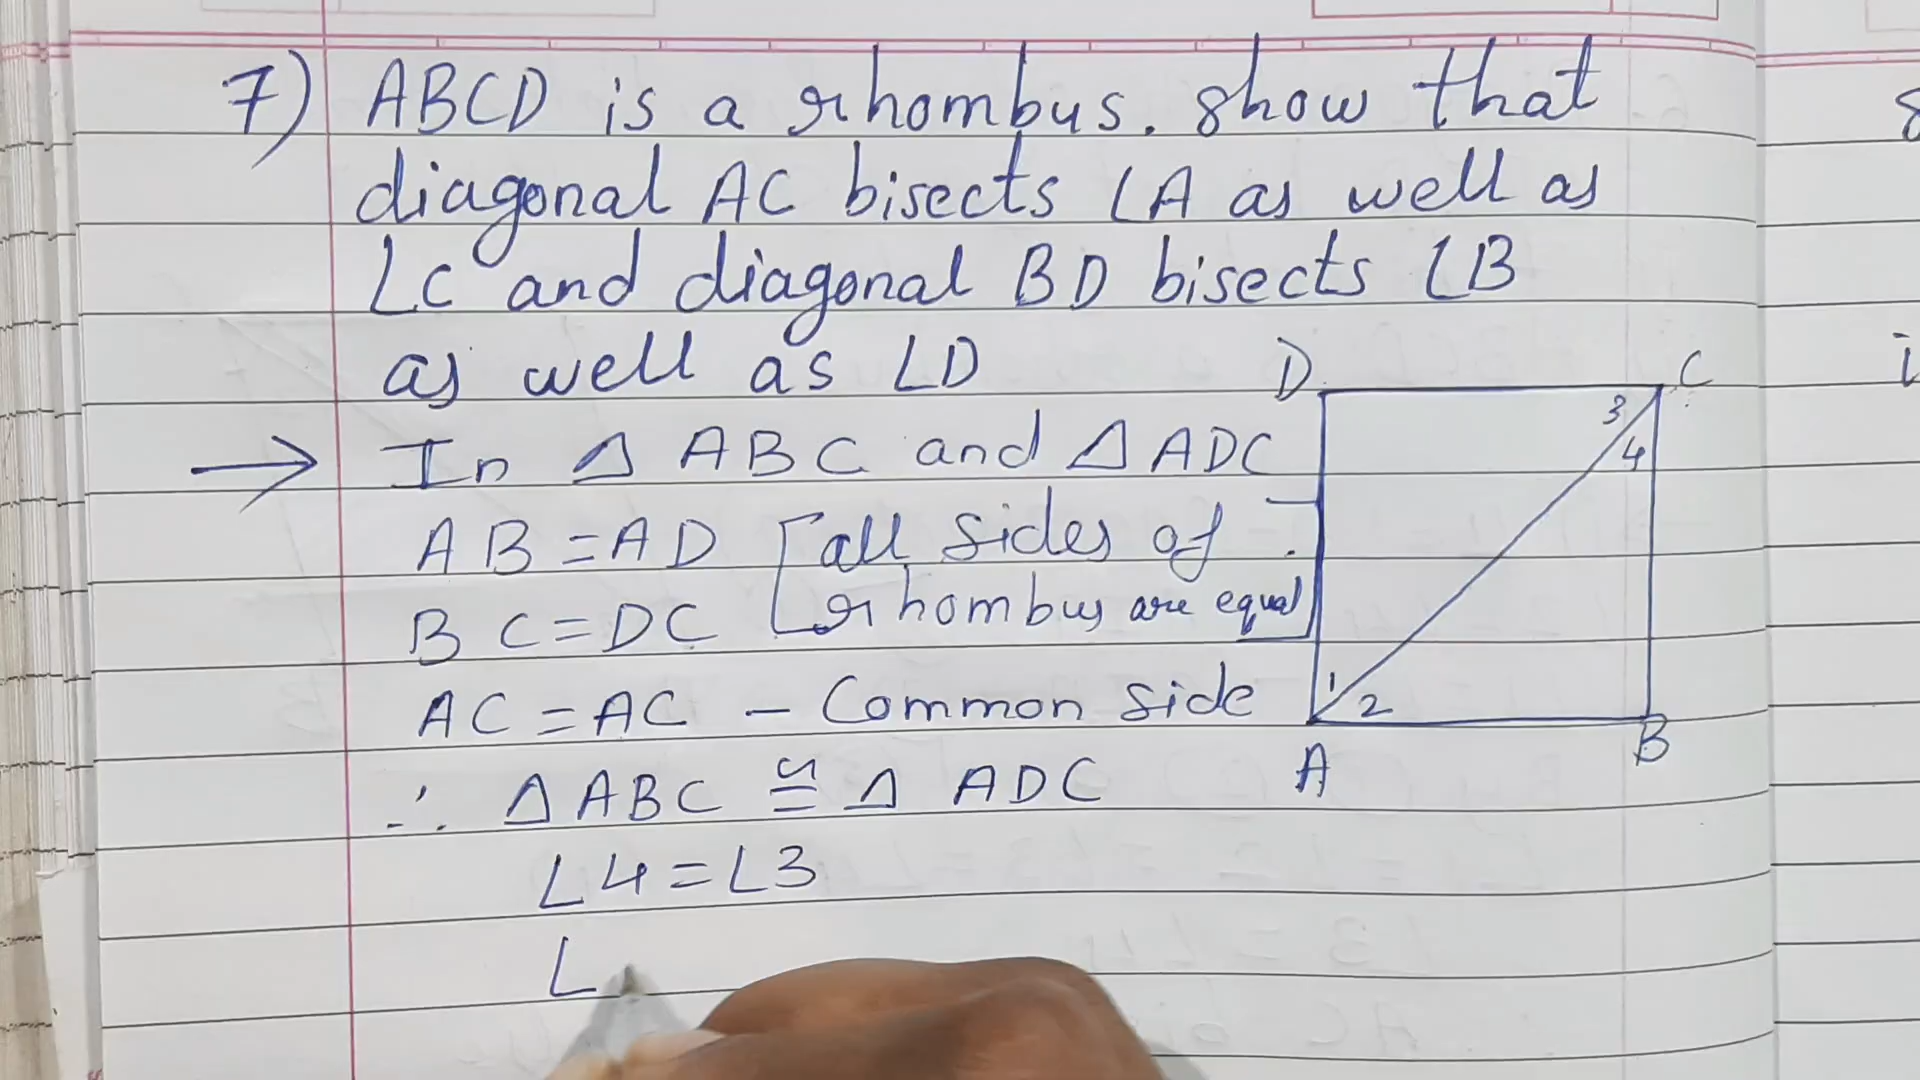 7) ABCD is a rhombus. show that
diagonal AC bisects ∠A as well as
∠C and diagonal BD bisects ∠B
as well as ∠D
→ In △ ABC and △ ADC
AB = AD [all sides of
BC = DC rhombus are equal]
AC = AC – Common side
∴ △ ABC ≅ △ ADC
∠4 = ∠3
∠
D C
3
4
1 2
A B
i